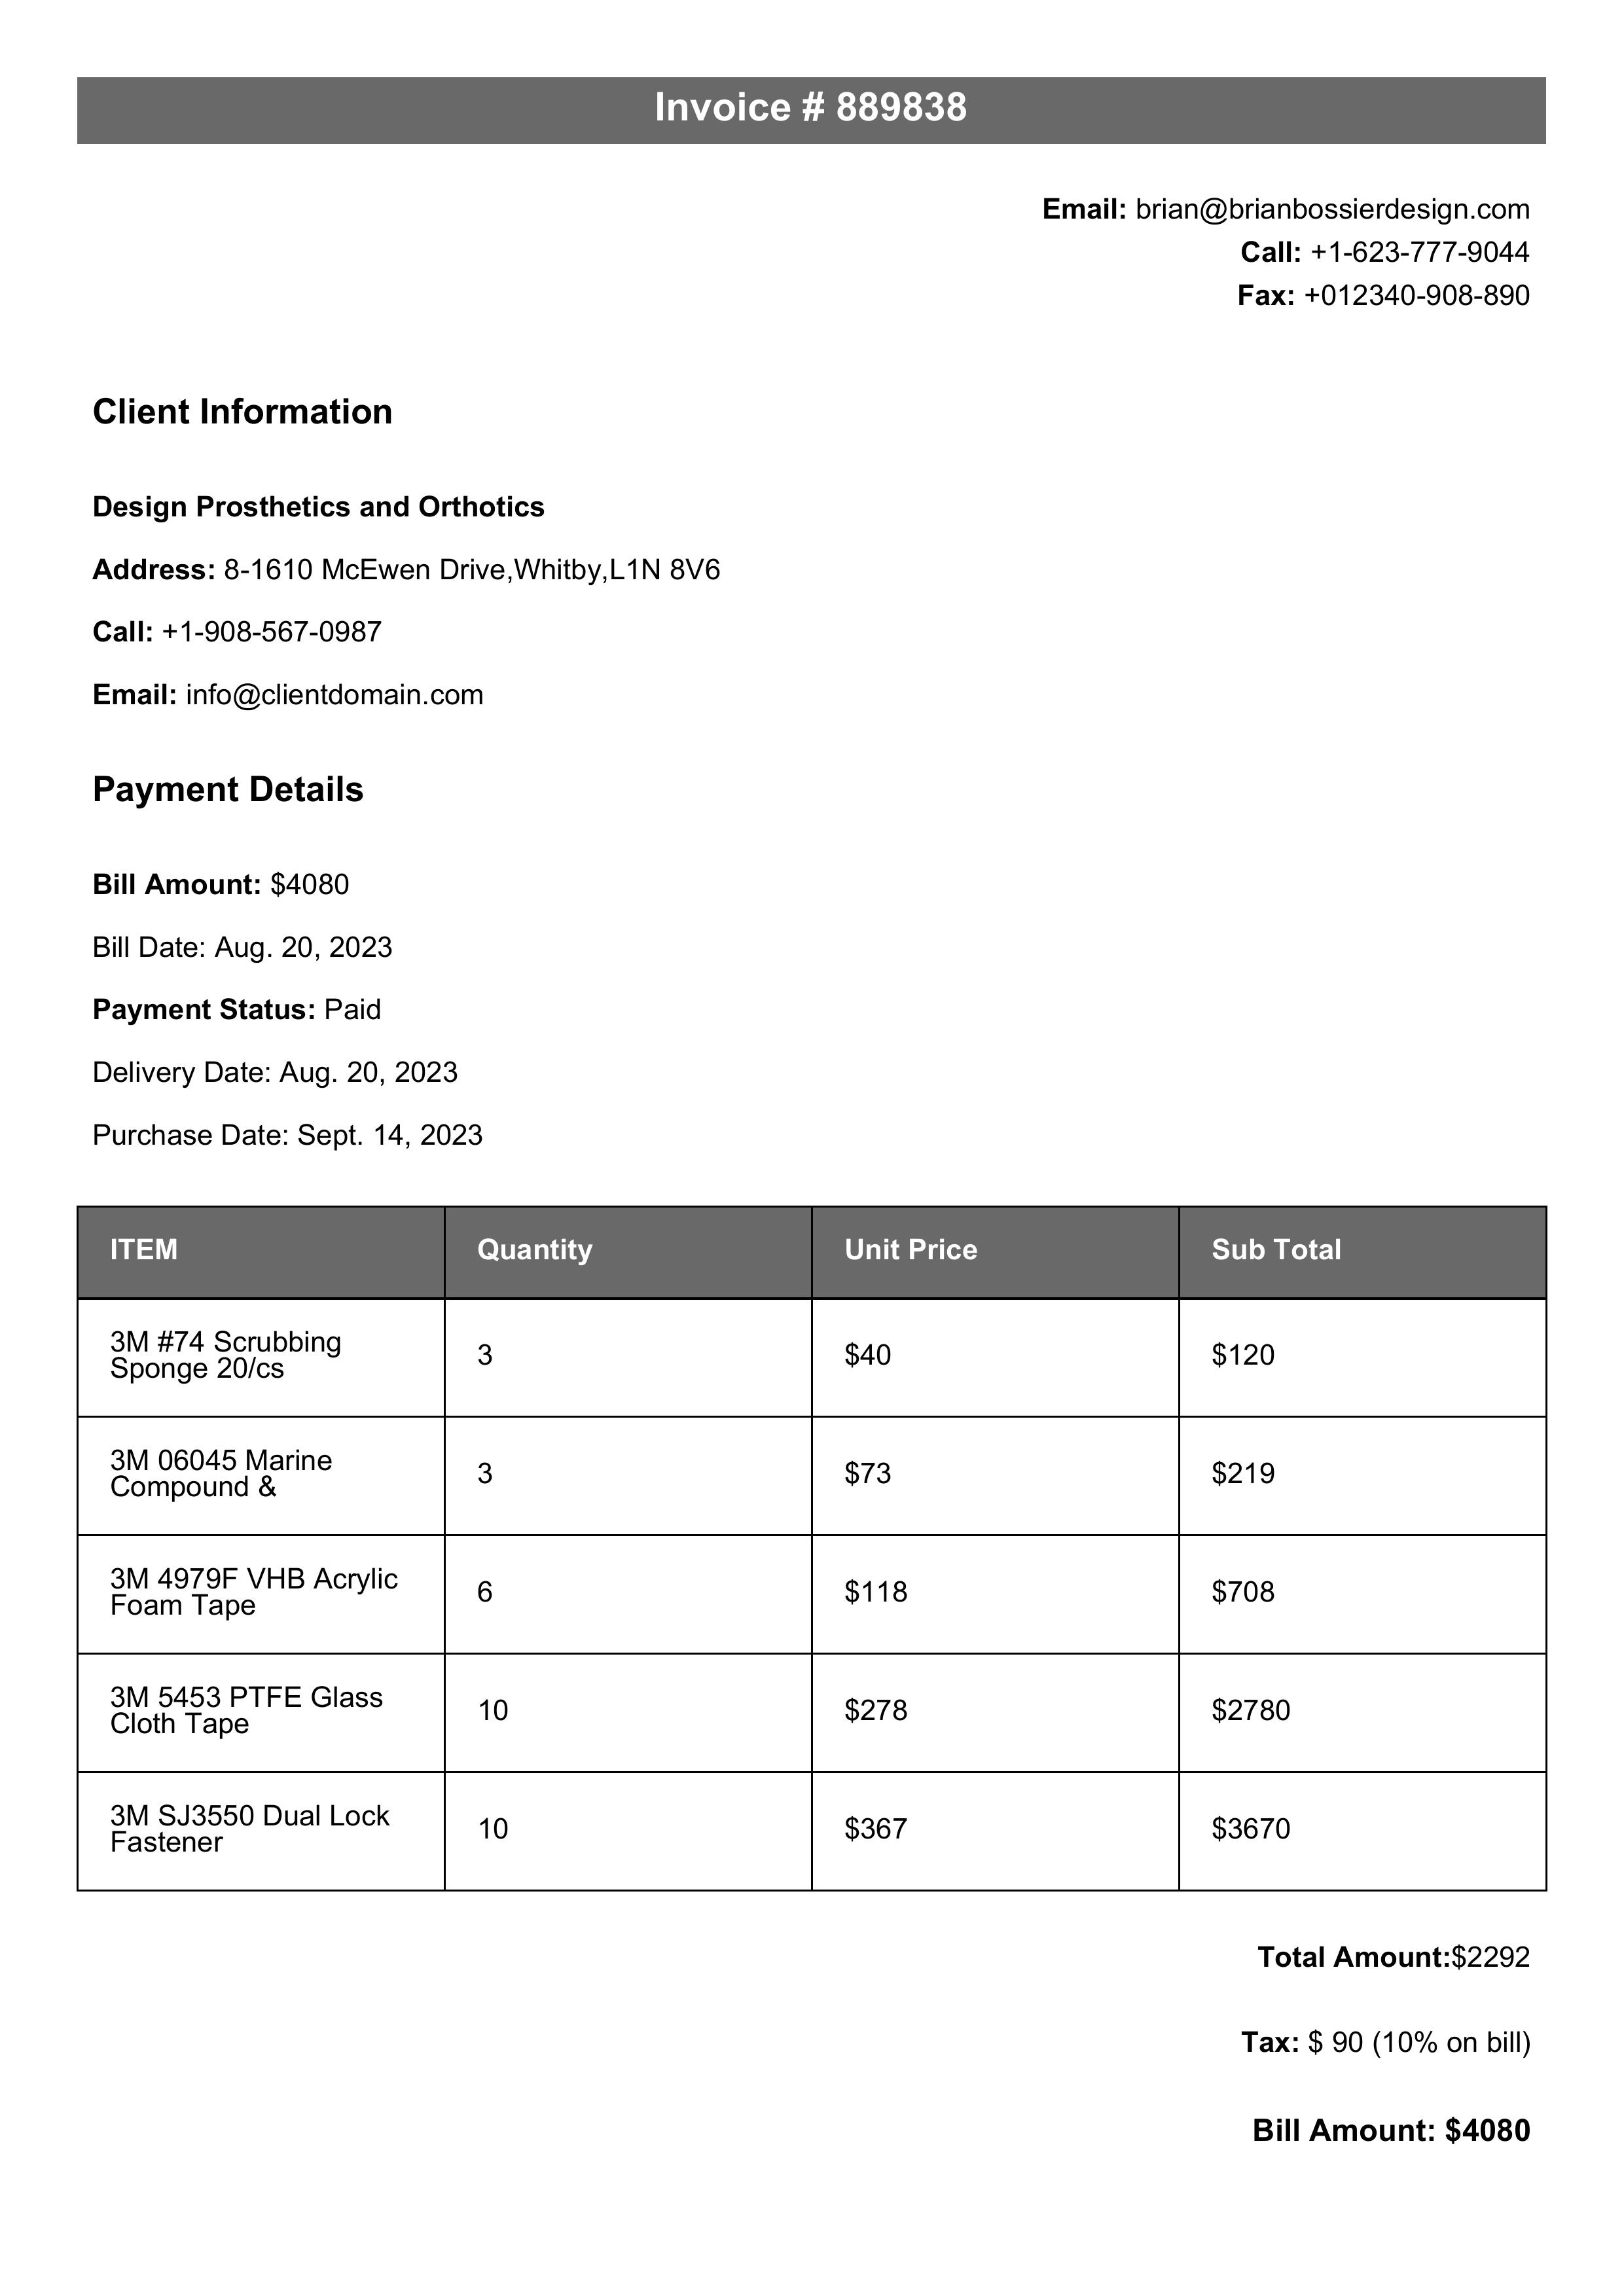 Invoice # 889838
Email: brian@brianbossierdesign.com
Call: +1-623-777-9044
Fax: +012340-908-890
Client Information
Design Prosthetics and Orthotics
Address: 8-1610 McEwen Drive,Whitby,L1N 8V6
Call: +1-908-567-0987
Email: info@clientdomain.com
Payment Details
Bill Amount: $4080
Bill Date: Aug. 20, 2023
Payment Status: Paid
Delivery Date: Aug. 20, 2023
Purchase Date: Sept. 14, 2023
ITEM Quantity Unit Price Sub Total
3M #74 Scrubbing
Sponge 20/cs
3 $40 $120
3M 06045 Marine
Compound &
3 $73 $219
3M 4979F VHB Acrylic
Foam Tape
6 $118 $708
3M 5453 PTFE Glass
Cloth Tape
10 $278 $2780
3M SJ3550 Dual Lock
Fastener
10 $367 $3670
Total Amount:$2292
Tax: $ 90 (10% on bill)
Bill Amount: $4080